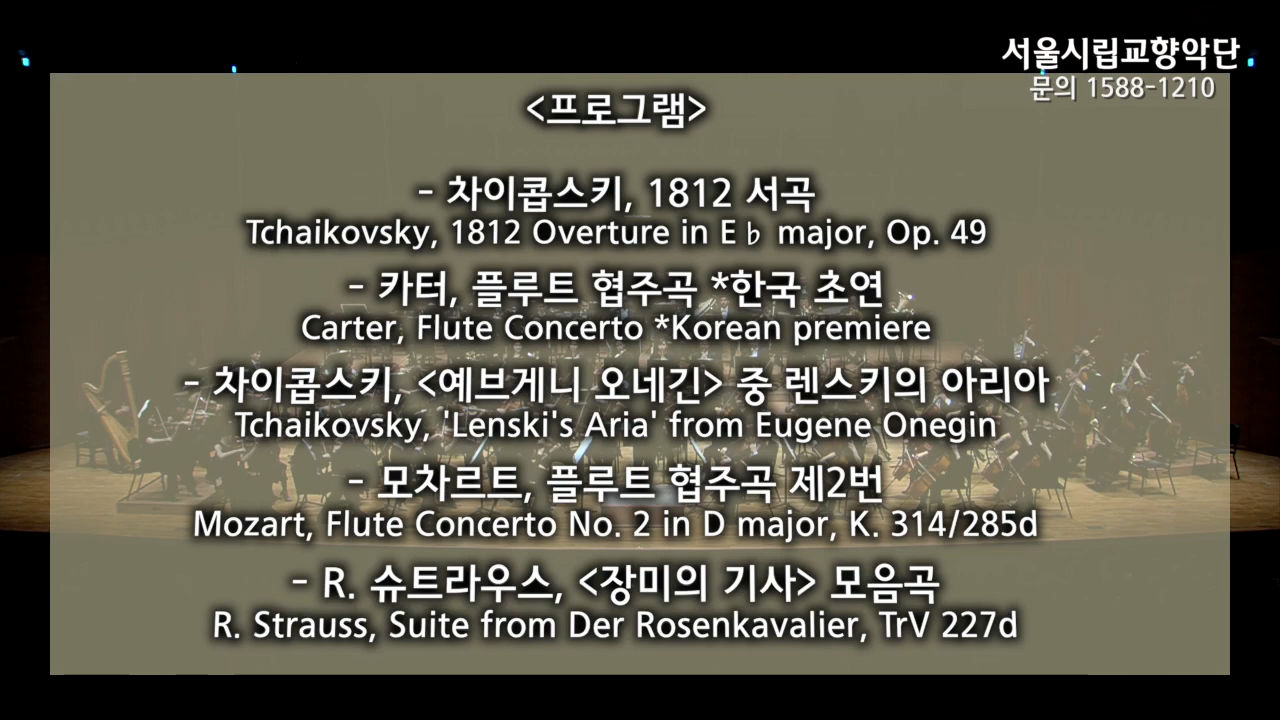 서울시립교향악단
문의 1588-1210
<프로그램>
- 차이콥스키, 1812 서곡
Tchaikovsky, 1812 Overture in E♭ major, Op. 49
- 카터, 플루트 협주곡 *한국 초연
Carter, Flute Concerto *Korean premiere
- 차이콥스키, <예브게니 오네긴> 중 렌스키의 아리아
Tchaikovsky, 'Lenski's Aria' from Eugene Onegin
- 모차르트, 플루트 협주곡 제2번
Mozart, Flute Concerto No. 2 in D major, K. 314/285d
- R. 슈트라우스, <장미의 기사> 모음곡
R. Strauss, Suite from Der Rosenkavalier, TrV 227d